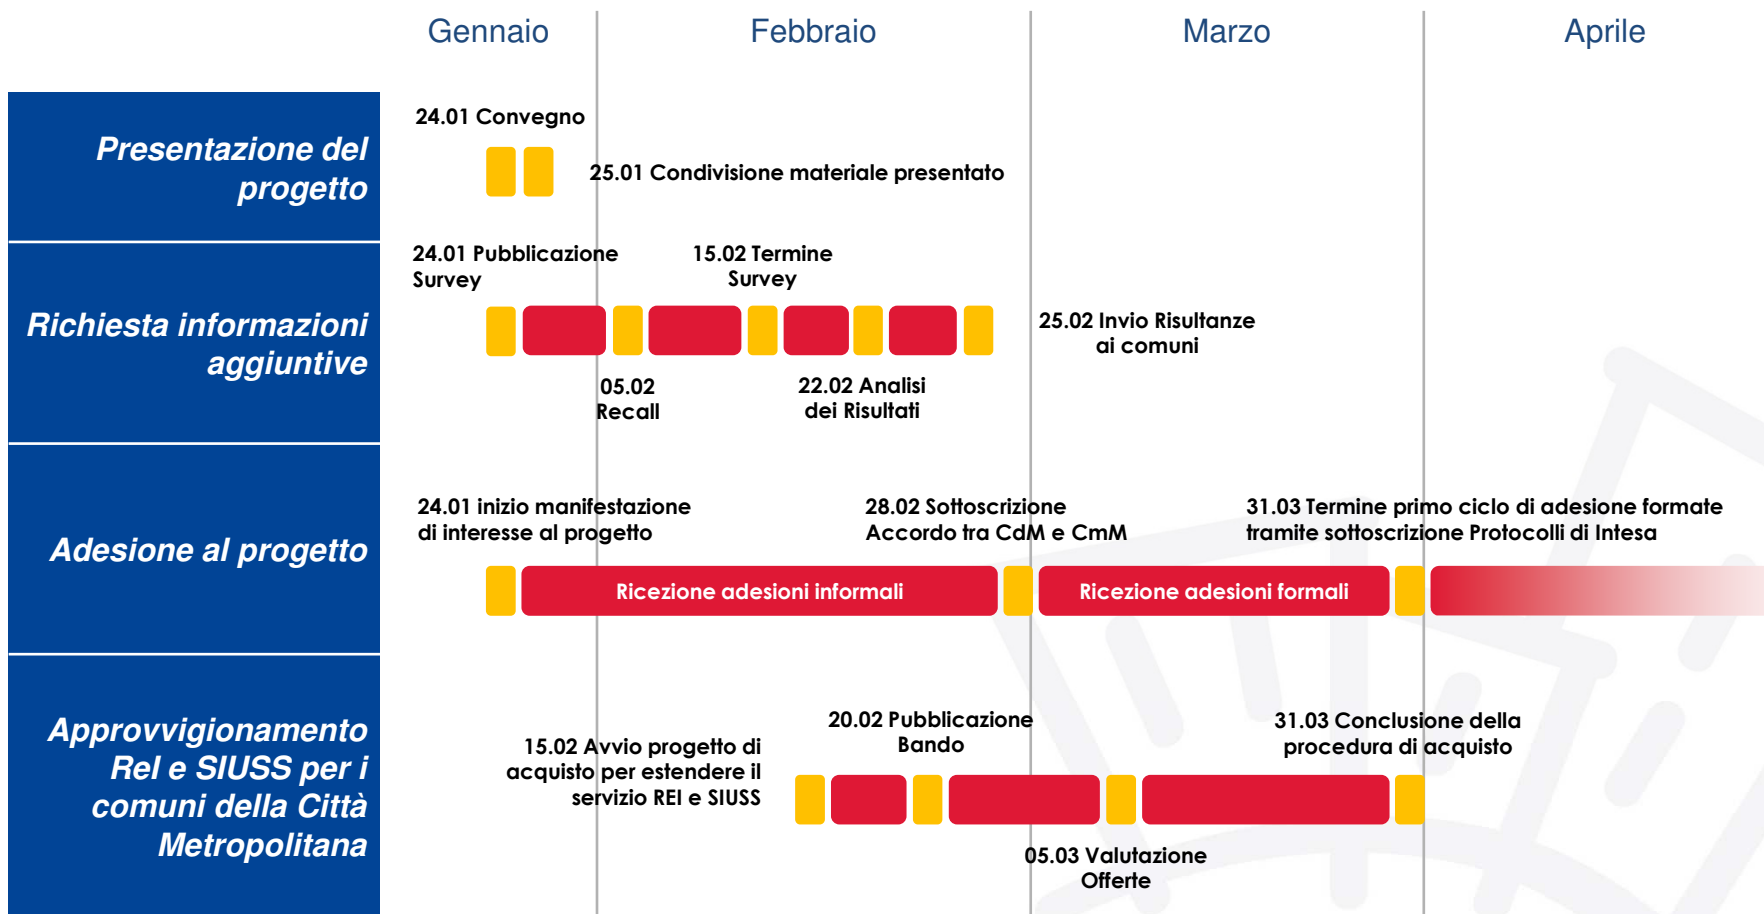 Gennaio
Febbraio
Marzo
Aprile
Presentazione del
progetto
24.01 Convegno
25.01 Condivisione materiale presentato
Richiesta informazioni
aggiuntive
24.01 Pubblicazione
Survey
15.02 Termine
Survey
25.02 Invio Risultanze
ai comuni
05.02
Recall
22.02 Analisi
dei Risultati
Adesione al progetto
24.01 inizio manifestazione
di interesse al progetto
28.02 Sottoscrizione
Accordo tra CdM e CmM
31.03 Termine primo ciclo di adesione formate
tramite sottoscrizione Protocolli di Intesa
Ricezione adesioni informali
Ricezione adesioni formali
Approvvigionamento
ReI e SIUSS per i
comuni della Città
Metropolitana
15.02 Avvio progetto di
acquisto per estendere il
servizio REI e SIUSS
20.02 Pubblicazione
Bando
31.03 Conclusione della
procedura di acquisto
05.03 Valutazione
Offerte